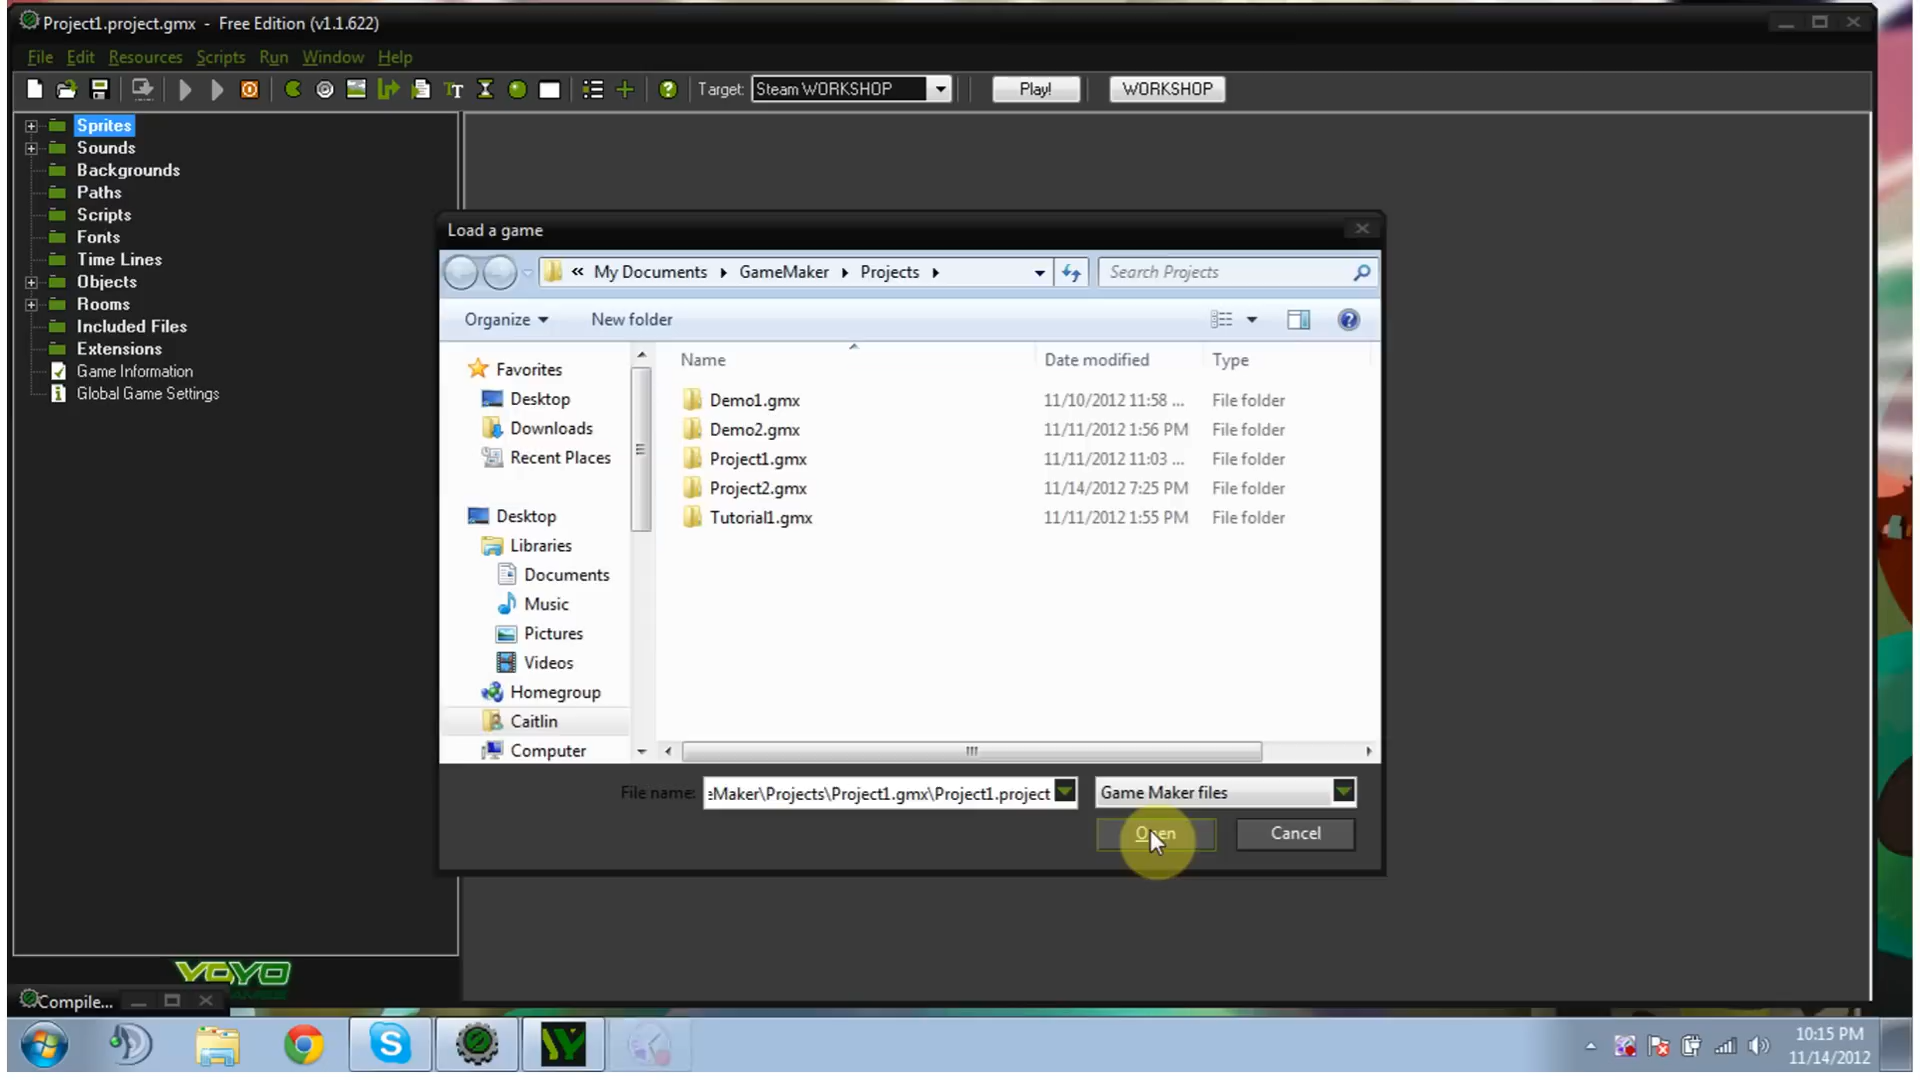 Project1.project.gmx - Free Edition (v1.1.622)
File Edit Resources Scripts Run Window Help
Target: Steam WORKSHOP Play! WORKSHOP
Sprites
Sounds
Backgrounds
Paths
Scripts
Fonts
Time Lines
Objects
Rooms
Included Files
Extensions
Game Information
Global Game Settings
Load a game
« My Documents GameMaker Projects Search Projects
Organize New folder
Name Date modified Type
Favorites
Desktop
Downloads
Recent Places
Desktop
Libraries
Documents
Music
Pictures
Videos
Homegroup
Caitlin
Computer
Demo1.gmx 11/10/2012 11:58 ... File folder
Demo2.gmx 11/11/2012 1:56 PM File folder
Project1.gmx 11/11/2012 11:03 ... File folder
Project2.gmx 11/14/2012 7:25 PM File folder
Tutorial1.gmx 11/11/2012 1:55 PM File folder
File name: eMaker\Projects\Project1.gmx\Project1.project Game Maker files
Open Cancel
YOYO
Compile...
10:15 PM
11/14/2012